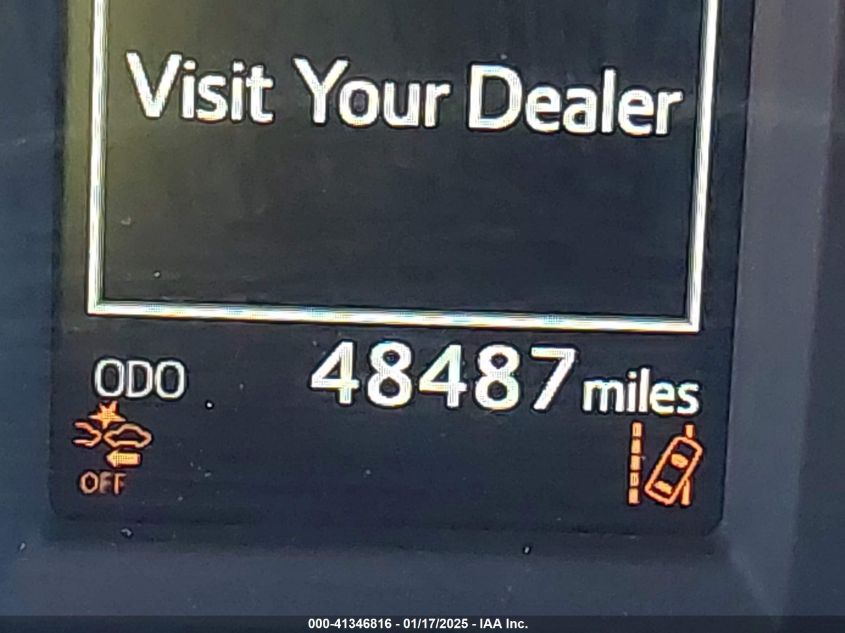 Visit Your Dealer
ODO 48487 miles
OFF
000-41346816 - 01/17/2025 - IAA Inc.